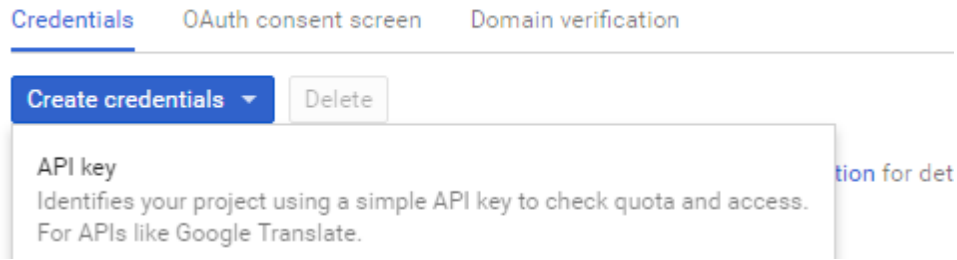 Credentials OAuth consent screen Domain verification
Create credentials Delete
API key
Identifies your project using a simple API key to check quota and access.
For APIs like Google Translate.
tion for det